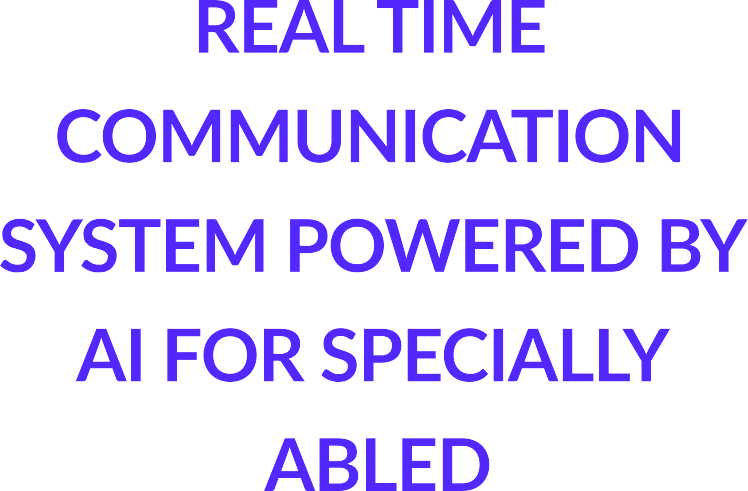 REAL TIME
COMMUNICATION
SYSTEM POWERED BY
AI FOR SPECIALLY
ABLED